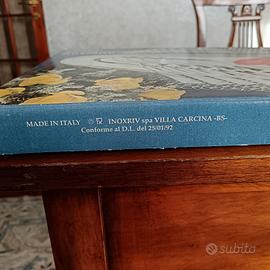 MADE IN ITALY INOXRIV spa VILLA CARCINA -BS-
Conforme al D.L. del 25/01/92
subito